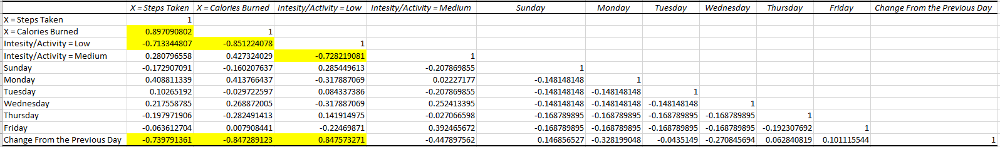 X = Steps Taken X = Calories Burned Intesity/Activity = Low Intesity/Activity = Medium Sunday Monday Tuesday Wednesday Thursday Friday Change From the Previous Day
X = Steps Taken 1
X = Calories Burned 0.897090802 1
Intesity/Activity = Low -0.713344807 -0.851224078 1
Intesity/Activity = Medium 0.280796558 0.427324029 -0.728219081 1
Sunday -0.172907091 -0.160207637 0.285449613 -0.207869855 1
Monday 0.408811339 0.413766437 -0.317887069 0.02227177 -0.148148148 1
Tuesday 0.10265192 -0.029722597 0.084337386 -0.207869855 -0.148148148 -0.148148148 1
Wednesday 0.217558785 0.268872005 -0.317887069 0.252413395 -0.148148148 -0.148148148 -0.148148148 1
Thursday -0.197971906 -0.282491413 0.141914975 -0.027066598 -0.168789895 -0.168789895 -0.168789895 -0.168789895 1
Friday -0.063612704 0.007908441 -0.22469871 0.392465672 -0.168789895 -0.168789895 -0.168789895 -0.168789895 -0.192307692 1
Change From the Previous Day -0.739791361 -0.847289123 0.847573271 -0.447897562 0.146856527 -0.328199048 -0.0435149 -0.270845694 0.062840819 0.101115544 1